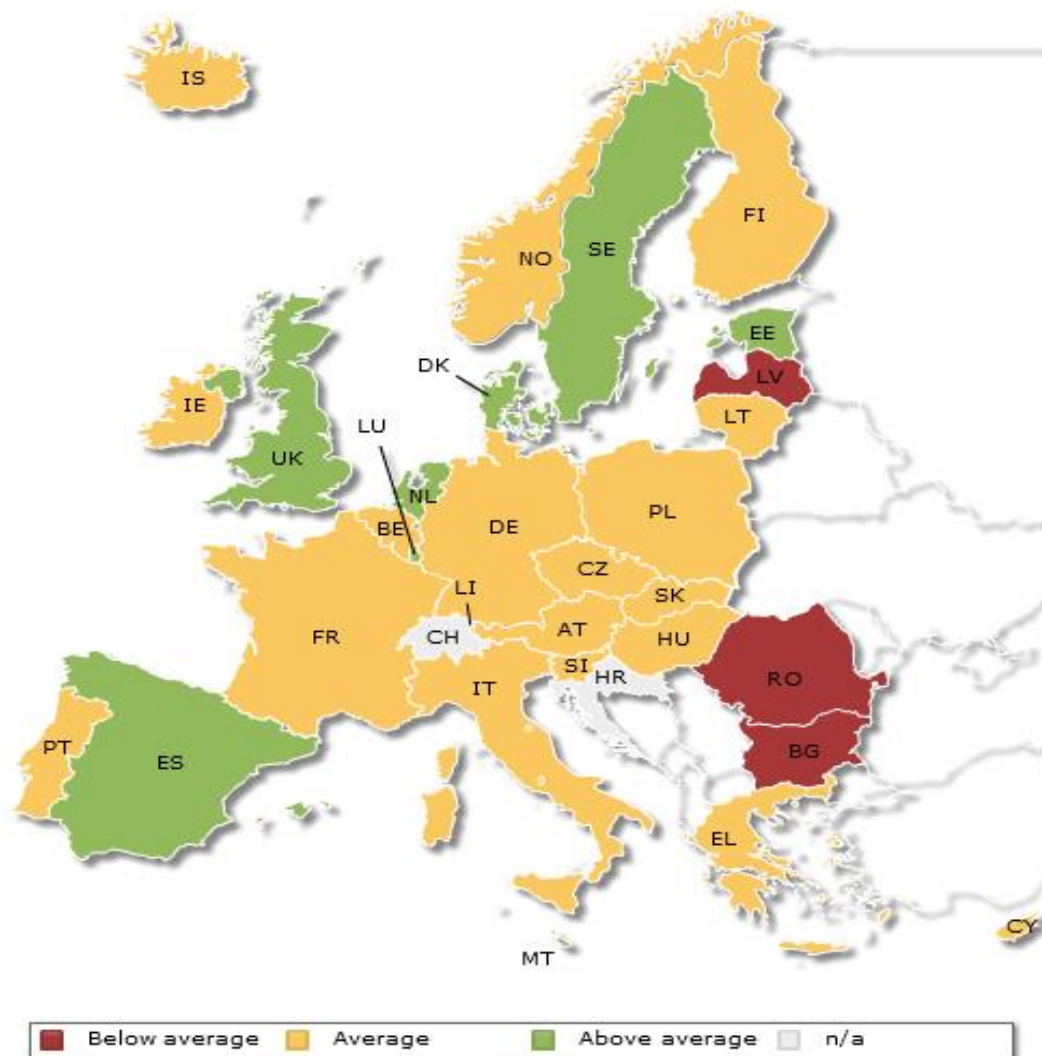 IS
FI
SE
NO
EE
DK
LV
IE
LT
LU
UK
NL
PL
BE
DE
CZ
LI
SK
FR
CH
AT
HU
SI
HR
RO
IT
PT
BG
ES
EL
CY
MT
Below average Average Above average n/a